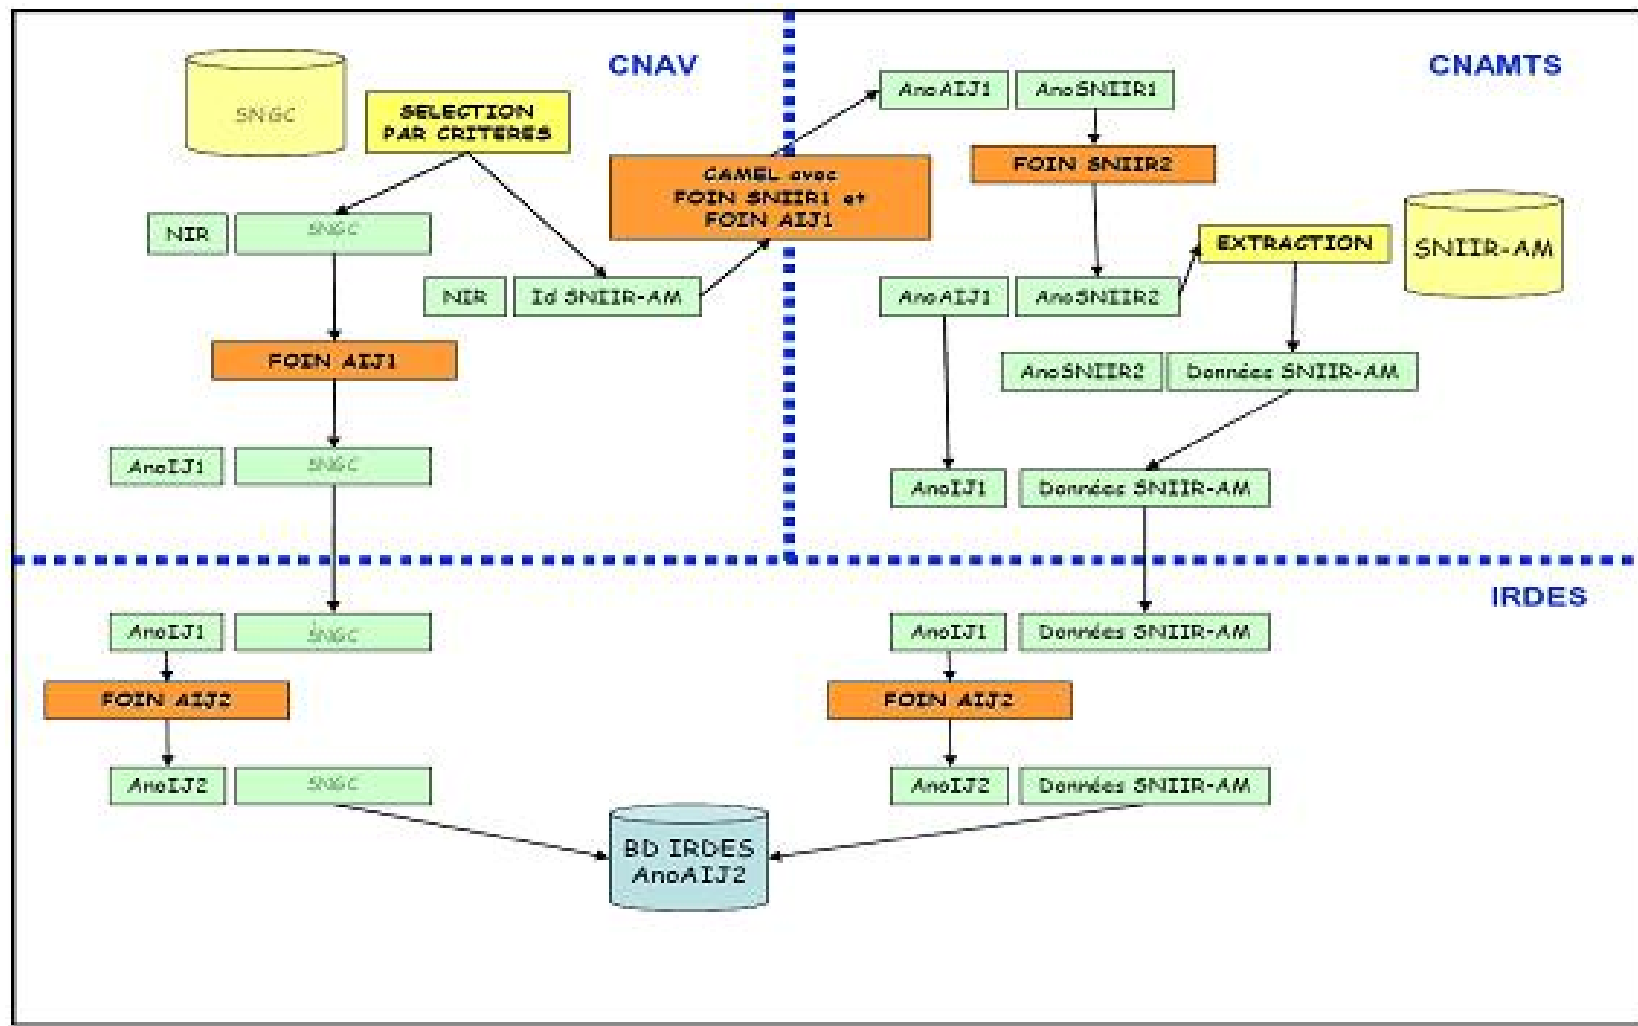 CNAV
SNGC
SELECTION
PAR CRITERES
NIR
SNGC
NIR
Id SNIIR-AM
FOIN AIJ1
AnoIJ1
SNGC
CAMEL avec
FOIN SNIIR1 et
FOIN AIJ1
CNAMTS
AnoAIJ1
AnoSNIIR1
FOIN SNIIR2
EXTRACTION
SNIIR-AM
AnoAIJ1
AnoSNIIR2
AnoSNIIR2
Données SNIIR-AM
AnoIJ1
Données SNIIR-AM
IRDES
AnoIJ1
SNGC
FOIN AIJ2
AnoIJ2
SNGC
AnoIJ1
Données SNIIR-AM
FOIN AIJ2
AnoIJ2
Données SNIIR-AM
BD IRDES
AnoAIJ2